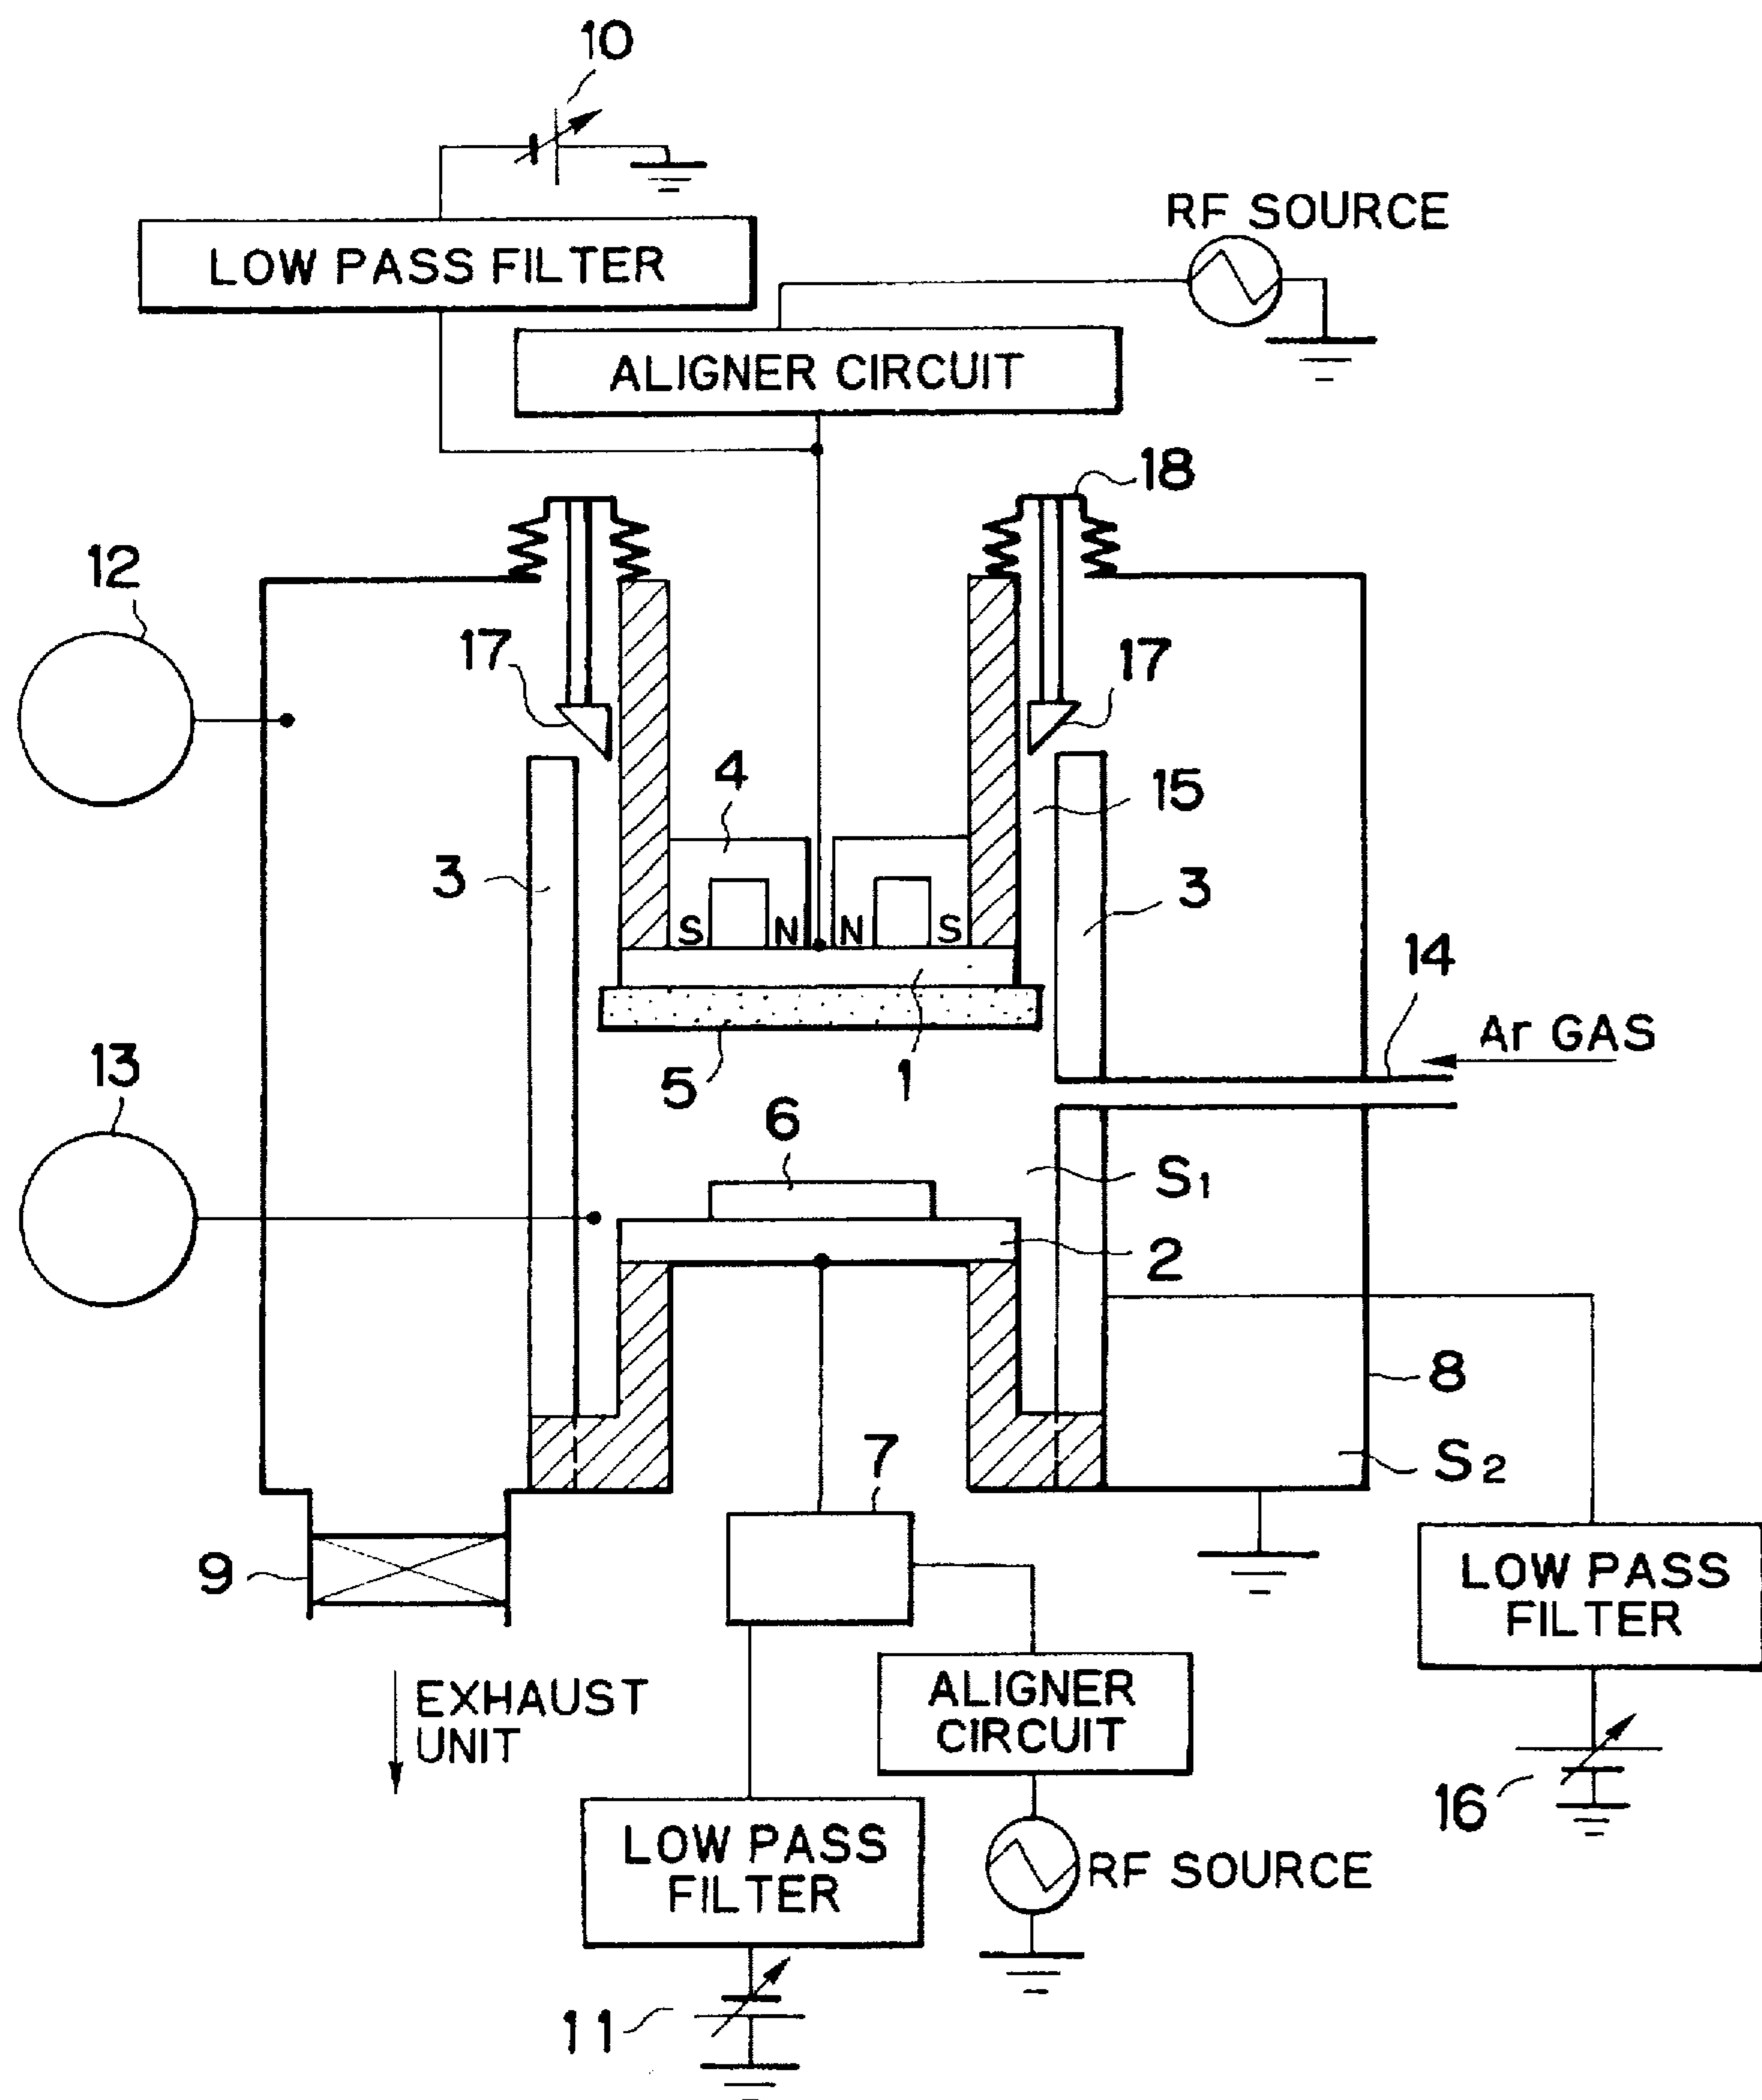 10
RF SOURCE
LOW PASS FILTER
ALIGNER CIRCUIT
18
12
17
17
4
15
3
3
S N N S
14
Ar GAS
13
5
1
6
S1
2
8
7
S2
9
LOW PASS
FILTER
EXHAUST
UNIT
ALIGNER
CIRCUIT
16
LOW PASS
FILTER
RF SOURCE
11